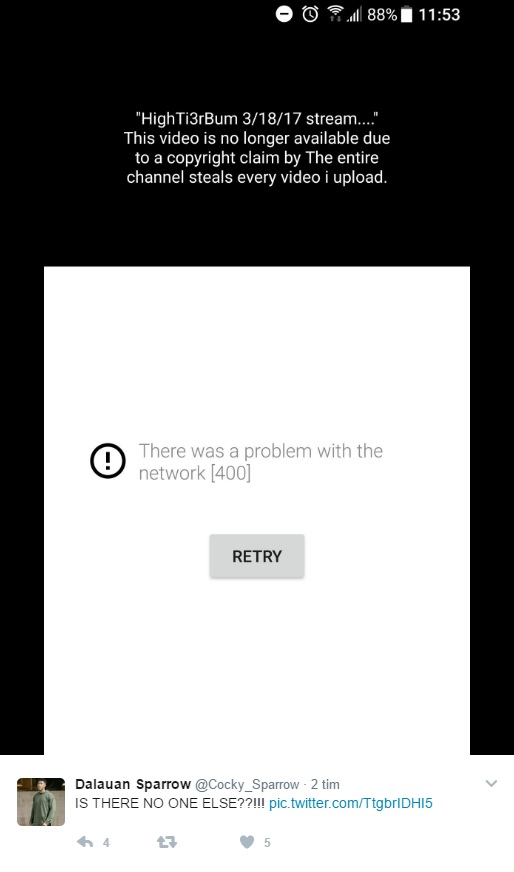 88% 11:53
"HighTi3rBum 3/18/17 stream...."
This video is no longer available due
to a copyright claim by The entire
channel steals every video i upload.
There was a problem with the
network [400]
RETRY
Dalauan Sparrow @Cocky_Sparrow · 2 tim
IS THERE NO ONE ELSE??!!! pic.twitter.com/TtgbrIDHI5
4 5